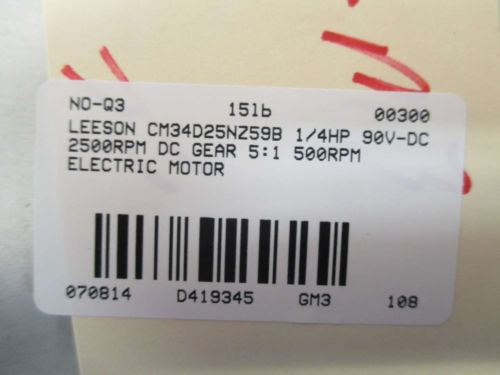 NO-Q3 15lb 00300
LEESON CM34D25NZ59B 1/4HP 90V-DC
2500RPM DC GEAR 5:1 500RPM
ELECTRIC MOTOR
070814 D419345 GM3 108